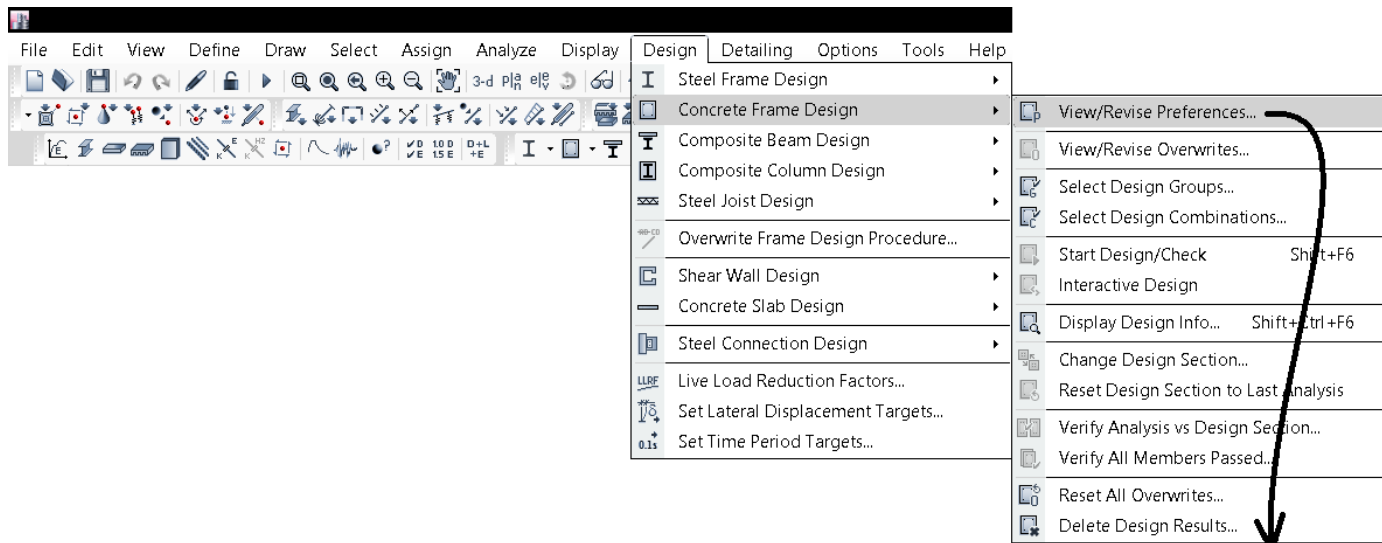 File Edit View Define Draw Select Assign Analyze Display Design Detailing Options Tools Help
3-d
Steel Frame Design
Concrete Frame Design
Composite Beam Design
Composite Column Design
Steel Joist Design
Overwrite Frame Design Procedure...
Shear Wall Design
Concrete Slab Design
Steel Connection Design
LLRF Live Load Reduction Factors...
Set Lateral Displacement Targets...
0.1s Set Time Period Targets...
View/Revise Preferences...
View/Revise Overwrites...
Select Design Groups...
Select Design Combinations...
Start Design/Check Shift+F6
Interactive Design
Display Design Info... Shift+Ctrl+F6
Change Design Section...
Reset Design Section to Last Analysis
Verify Analysis vs Design Section...
Verify All Members Passed...
Reset All Overwrites...
Delete Design Results...